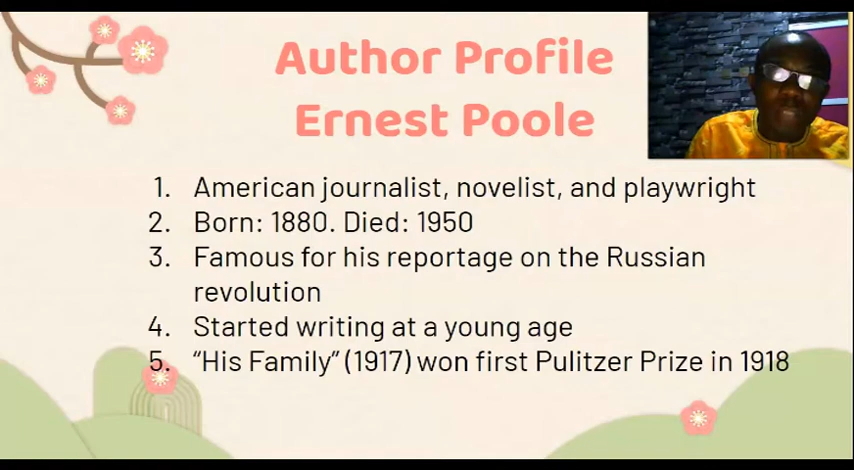 Author Profile
Ernest Poole
1. American journalist, novelist, and playwright
2. Born: 1880. Died: 1950
3. Famous for his reportage on the Russian
revolution
4. Started writing at a young age
5. “His Family” (1917) won first Pulitzer Prize in 1918